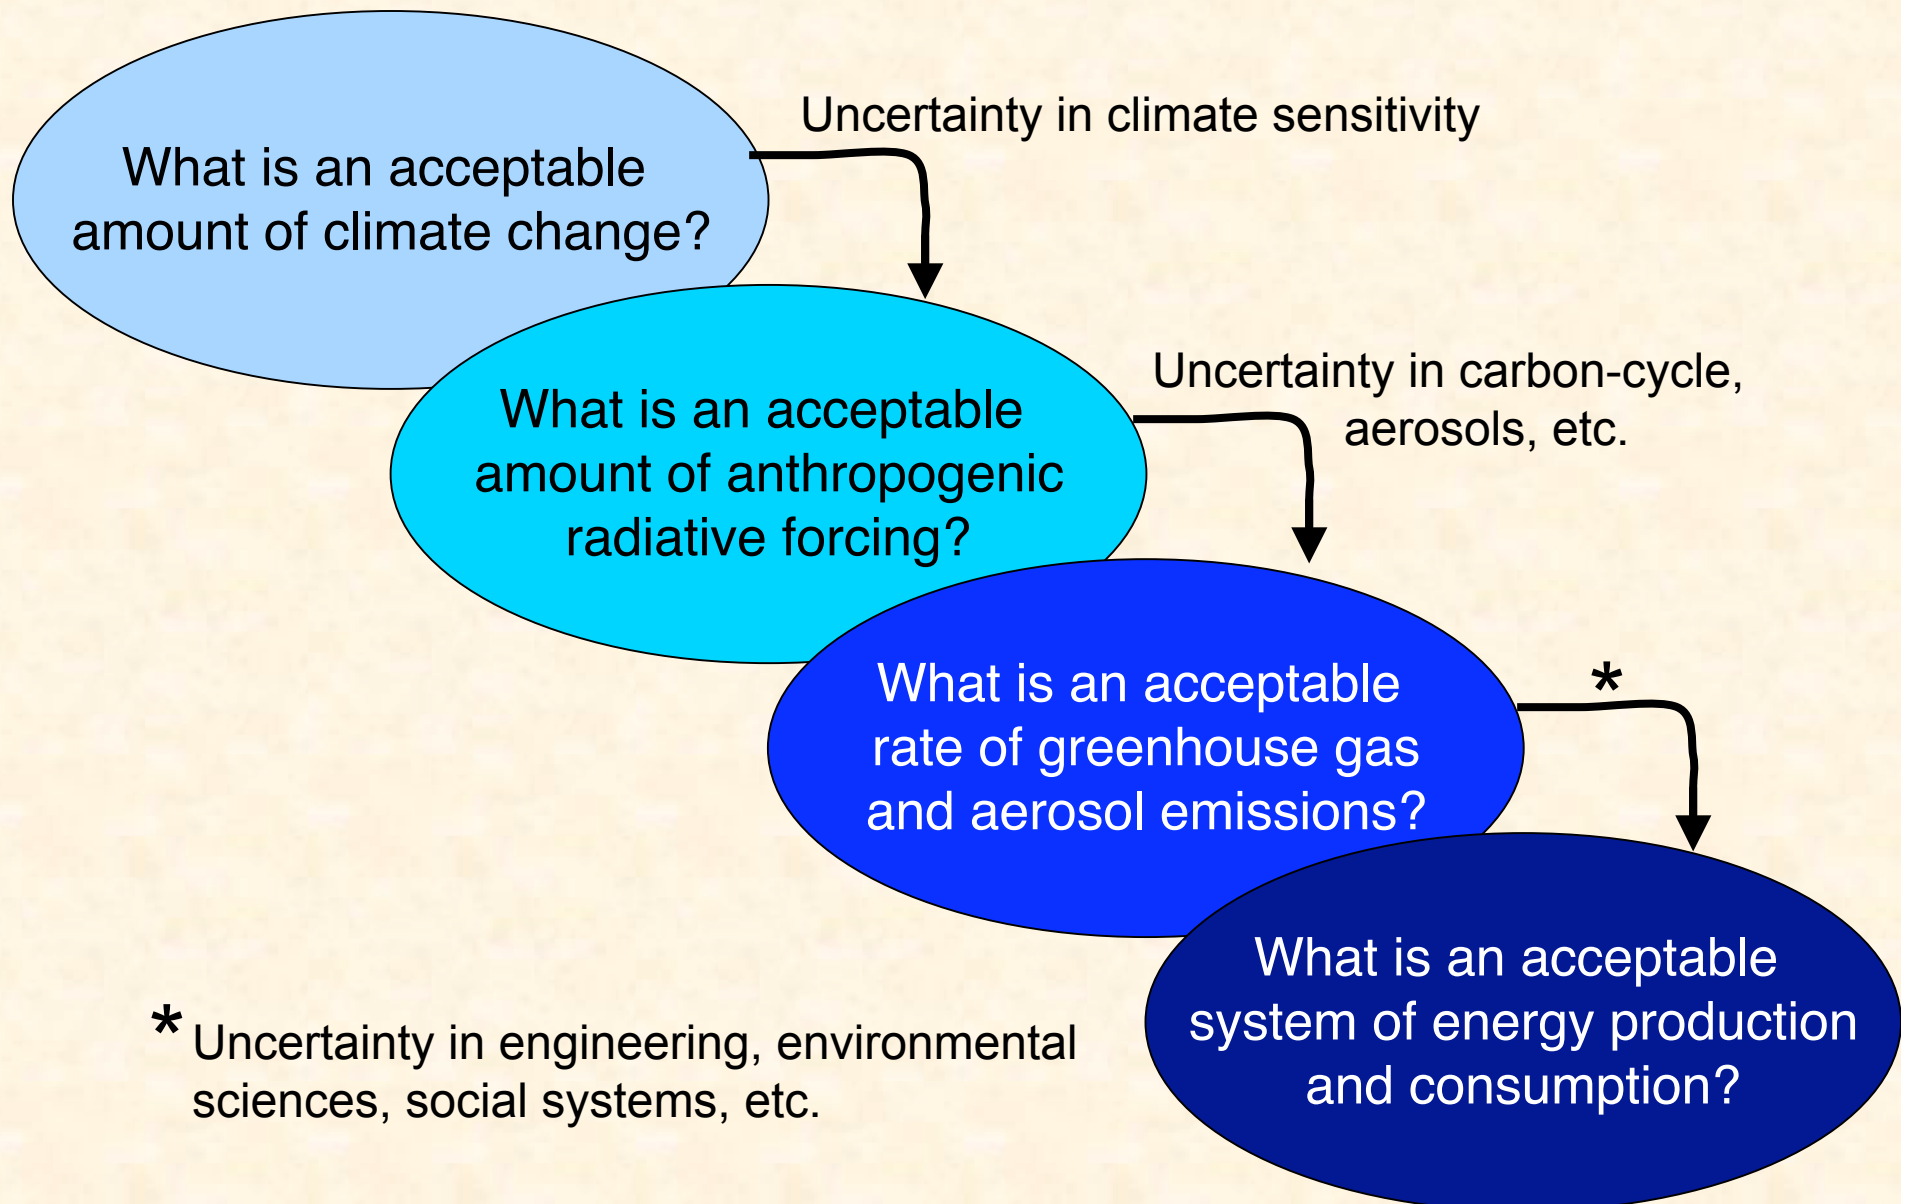 What is an acceptable
amount of climate change?
Uncertainty in climate sensitivity
What is an acceptable
amount of anthropogenic
radiative forcing?
Uncertainty in carbon-cycle,
aerosols, etc.
What is an acceptable
rate of greenhouse gas
and aerosol emissions?
*
What is an acceptable
system of energy production
and consumption?
* Uncertainty in engineering, environmental
sciences, social systems, etc.